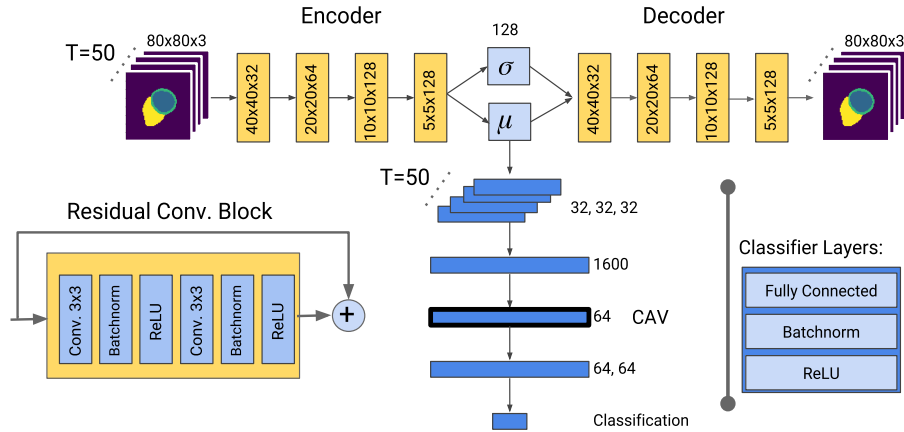 Encoder
Decoder
T=50
80x80x3
128
80x80x3
40x40x32
20x20x64
10x10x128
5x5x128
σ
μ
40x40x32
20x20x64
10x10x128
5x5x128
T=50
32, 32, 32
Residual Conv. Block
Conv. 3x3
Batchnorm
ReLU
Conv. 3x3
Batchnorm
ReLU
+
1600
64 CAV
64, 64
Classification
Classifier Layers:
Fully Connected
Batchnorm
ReLU